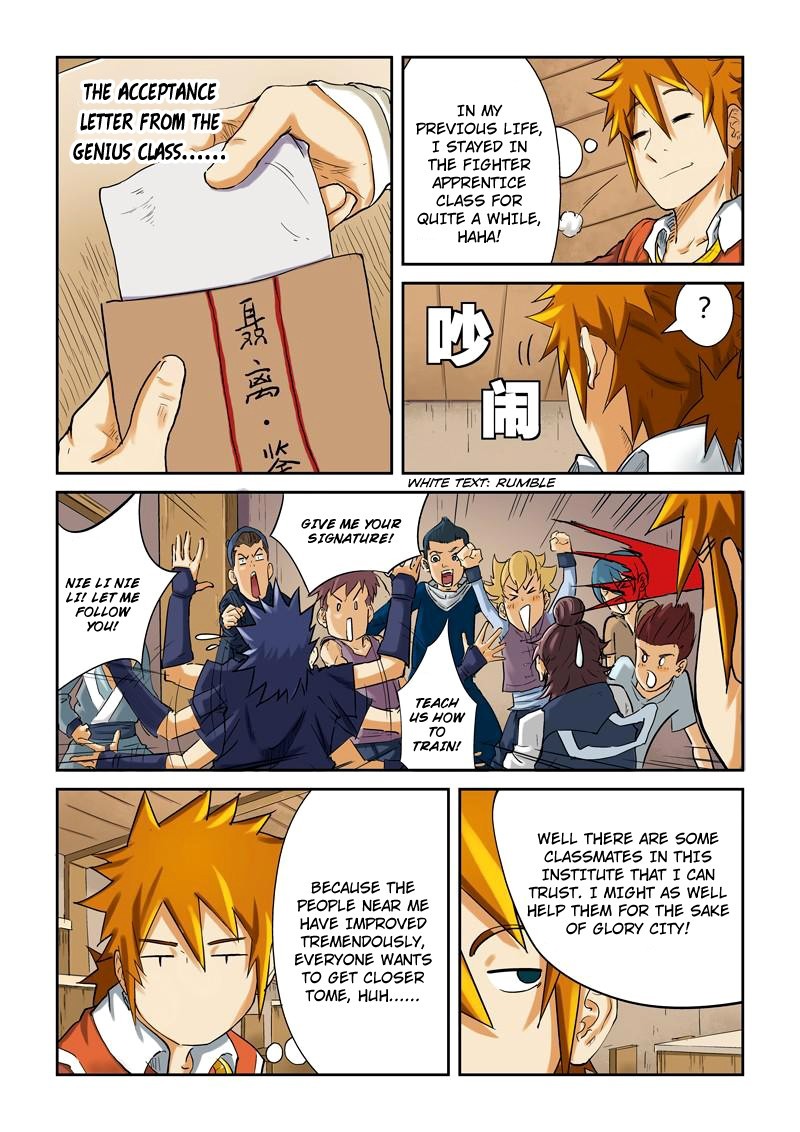 THE ACCEPTANCE
LETTER FROM THE
GENIUS CLASS......
聂离·鉴
IN MY
PREVIOUS LIFE,
I STAYED IN
THE FIGHTER
APPRENTICE
CLASS FOR
QUITE A WHILE,
HAHA!
吵
闹
?
WHITE TEXT: RUMBLE
NIE LI NIE
LI! LET ME
FOLLOW
YOU!
GIVE ME YOUR
SIGNATURE!
TEACH
US HOW
TO
TRAIN!
BECAUSE THE
PEOPLE NEAR ME
HAVE IMPROVED
TREMENDOUSLY,
EVERYONE WANTS
TO GET CLOSER
TOME, HUH......
WELL THERE ARE SOME
CLASSMATES IN THIS
INSTITUTE THAT I CAN
TRUST. I MIGHT AS WELL
HELP THEM FOR THE SAKE
OF GLORY CITY!